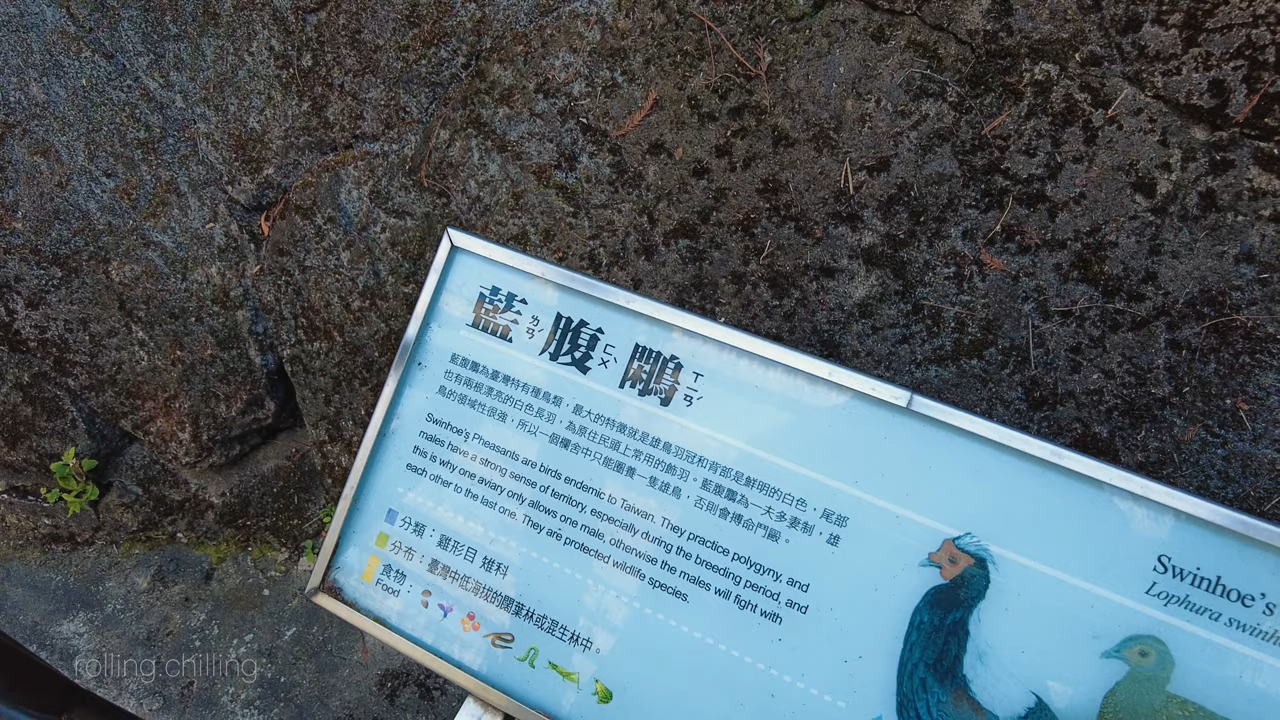 藍腹鷴
ㄌㄢˊ ㄈㄨˋ ㄒㄧㄢˊ
藍腹鷴為臺灣特有種鳥類，最大的特徵就是雄鳥羽冠和背部是鮮明的白色，尾部
也有兩根漂亮的白色長羽，為原住民頭上常用的飾羽。藍腹鷴為一夫多妻制，雄
鳥的領域性很強，所以一個欄舍中只能圈養一隻雄鳥，否則會搏命鬥毆。
Swinhoe's Pheasants are birds endemic to Taiwan. They practice polygyny, and
males have a strong sense of territory, especially during the breeding period, and
this is why one aviary only allows one male, otherwise the males will fight with
each other to the last one. They are protected wildlife species.
分類：雞形目 雉科
分布：臺灣中低海拔的闊葉林或混生林中。
食物：
Food
Swinhoe's
Lophura swinh
rolling.chilling